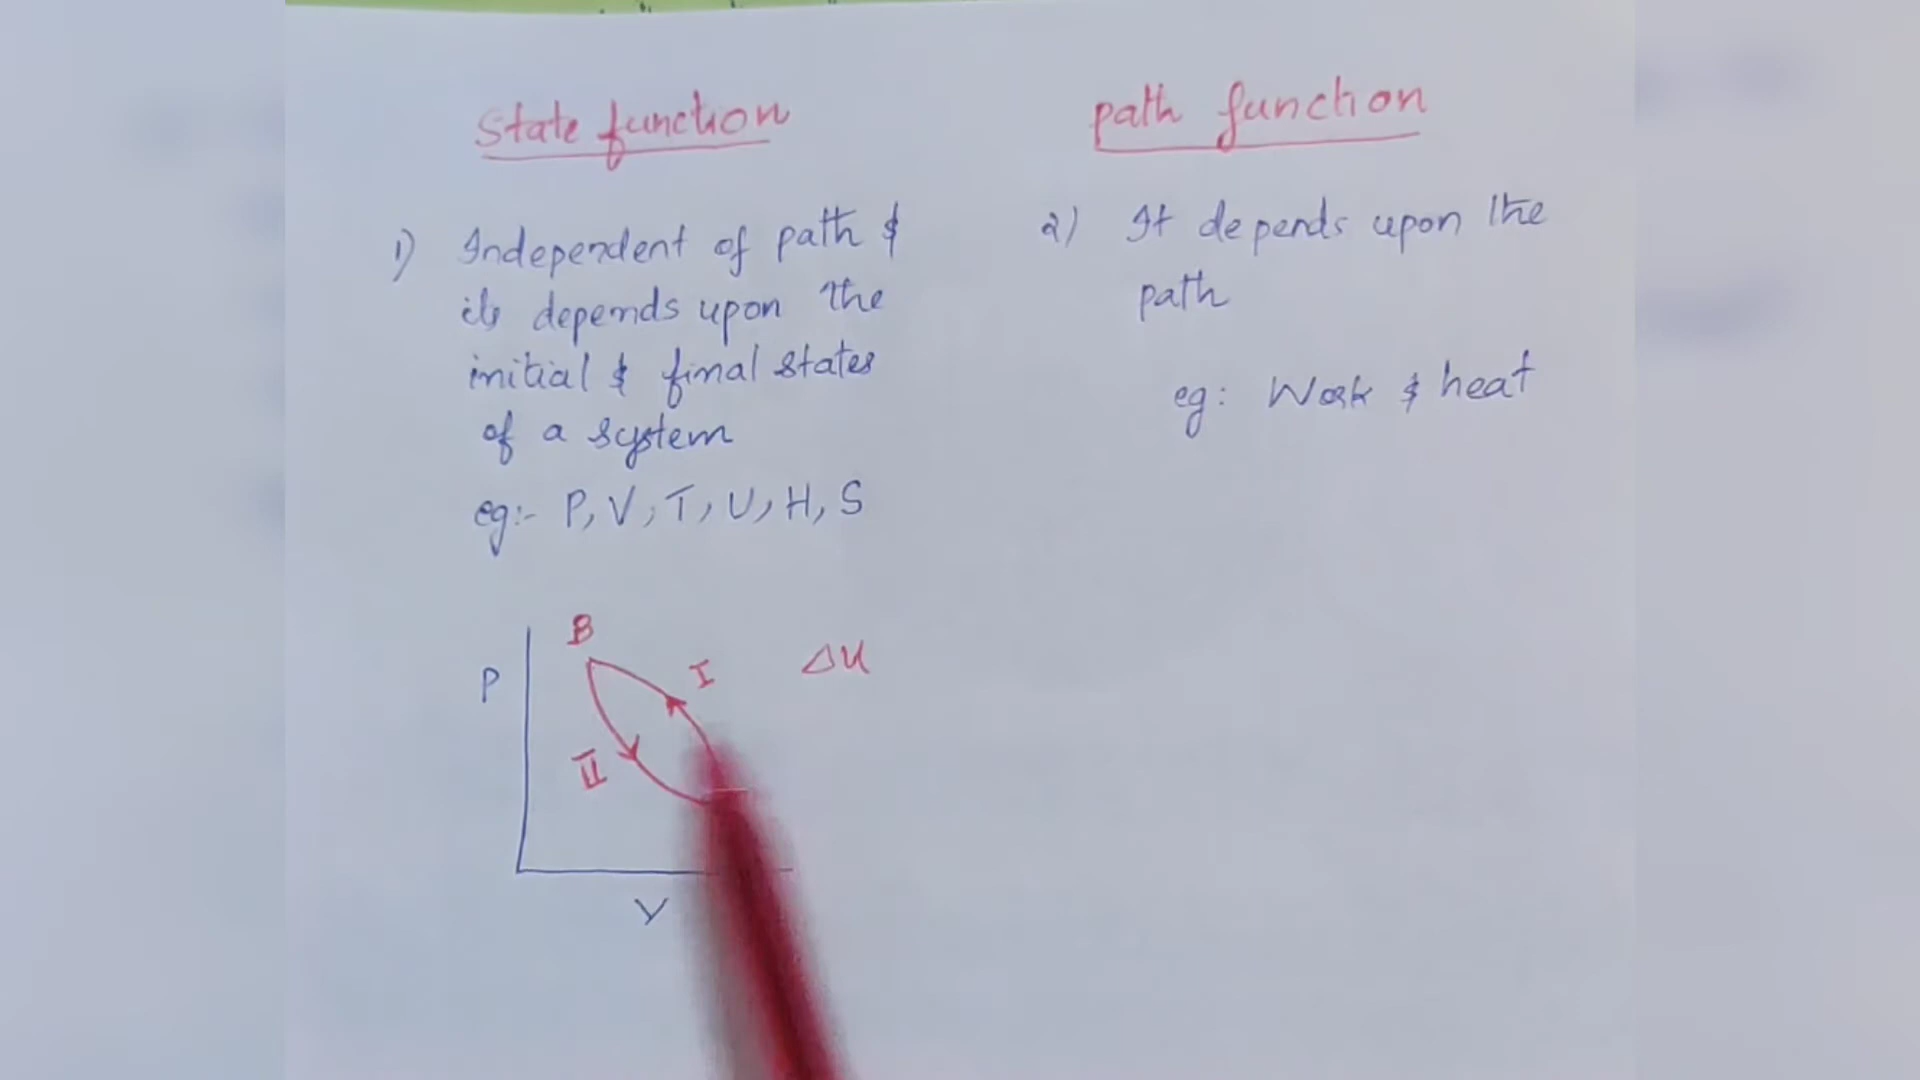 State function
1) Independent of path &
its depends upon the
initial & final states
of a system
eg:- P, V, T, U, H, S
path function
2) It depends upon the
path
eg: Work & heat
B
P
I
ΔU
II
V